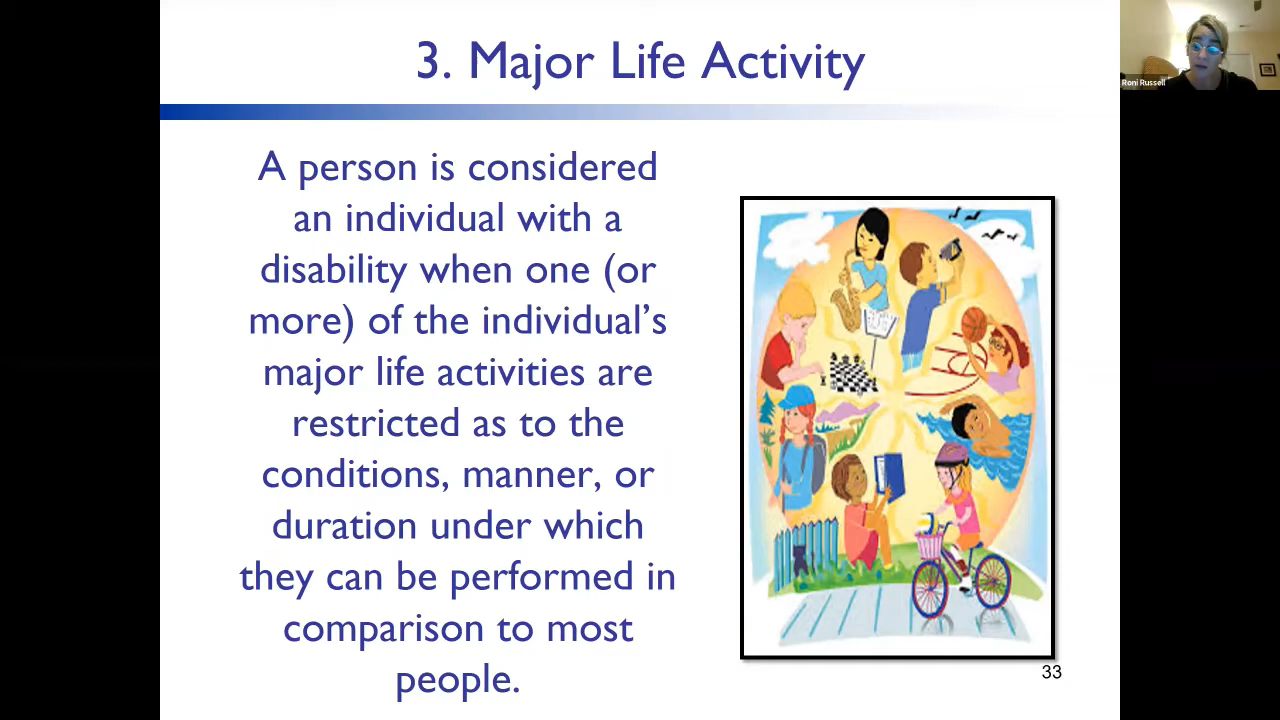 3. Major Life Activity
A person is considered
an individual with a
disability when one (or
more) of the individual’s
major life activities are
restricted as to the
conditions, manner, or
duration under which
they can be performed in
comparison to most
people.
33
Roni Russell